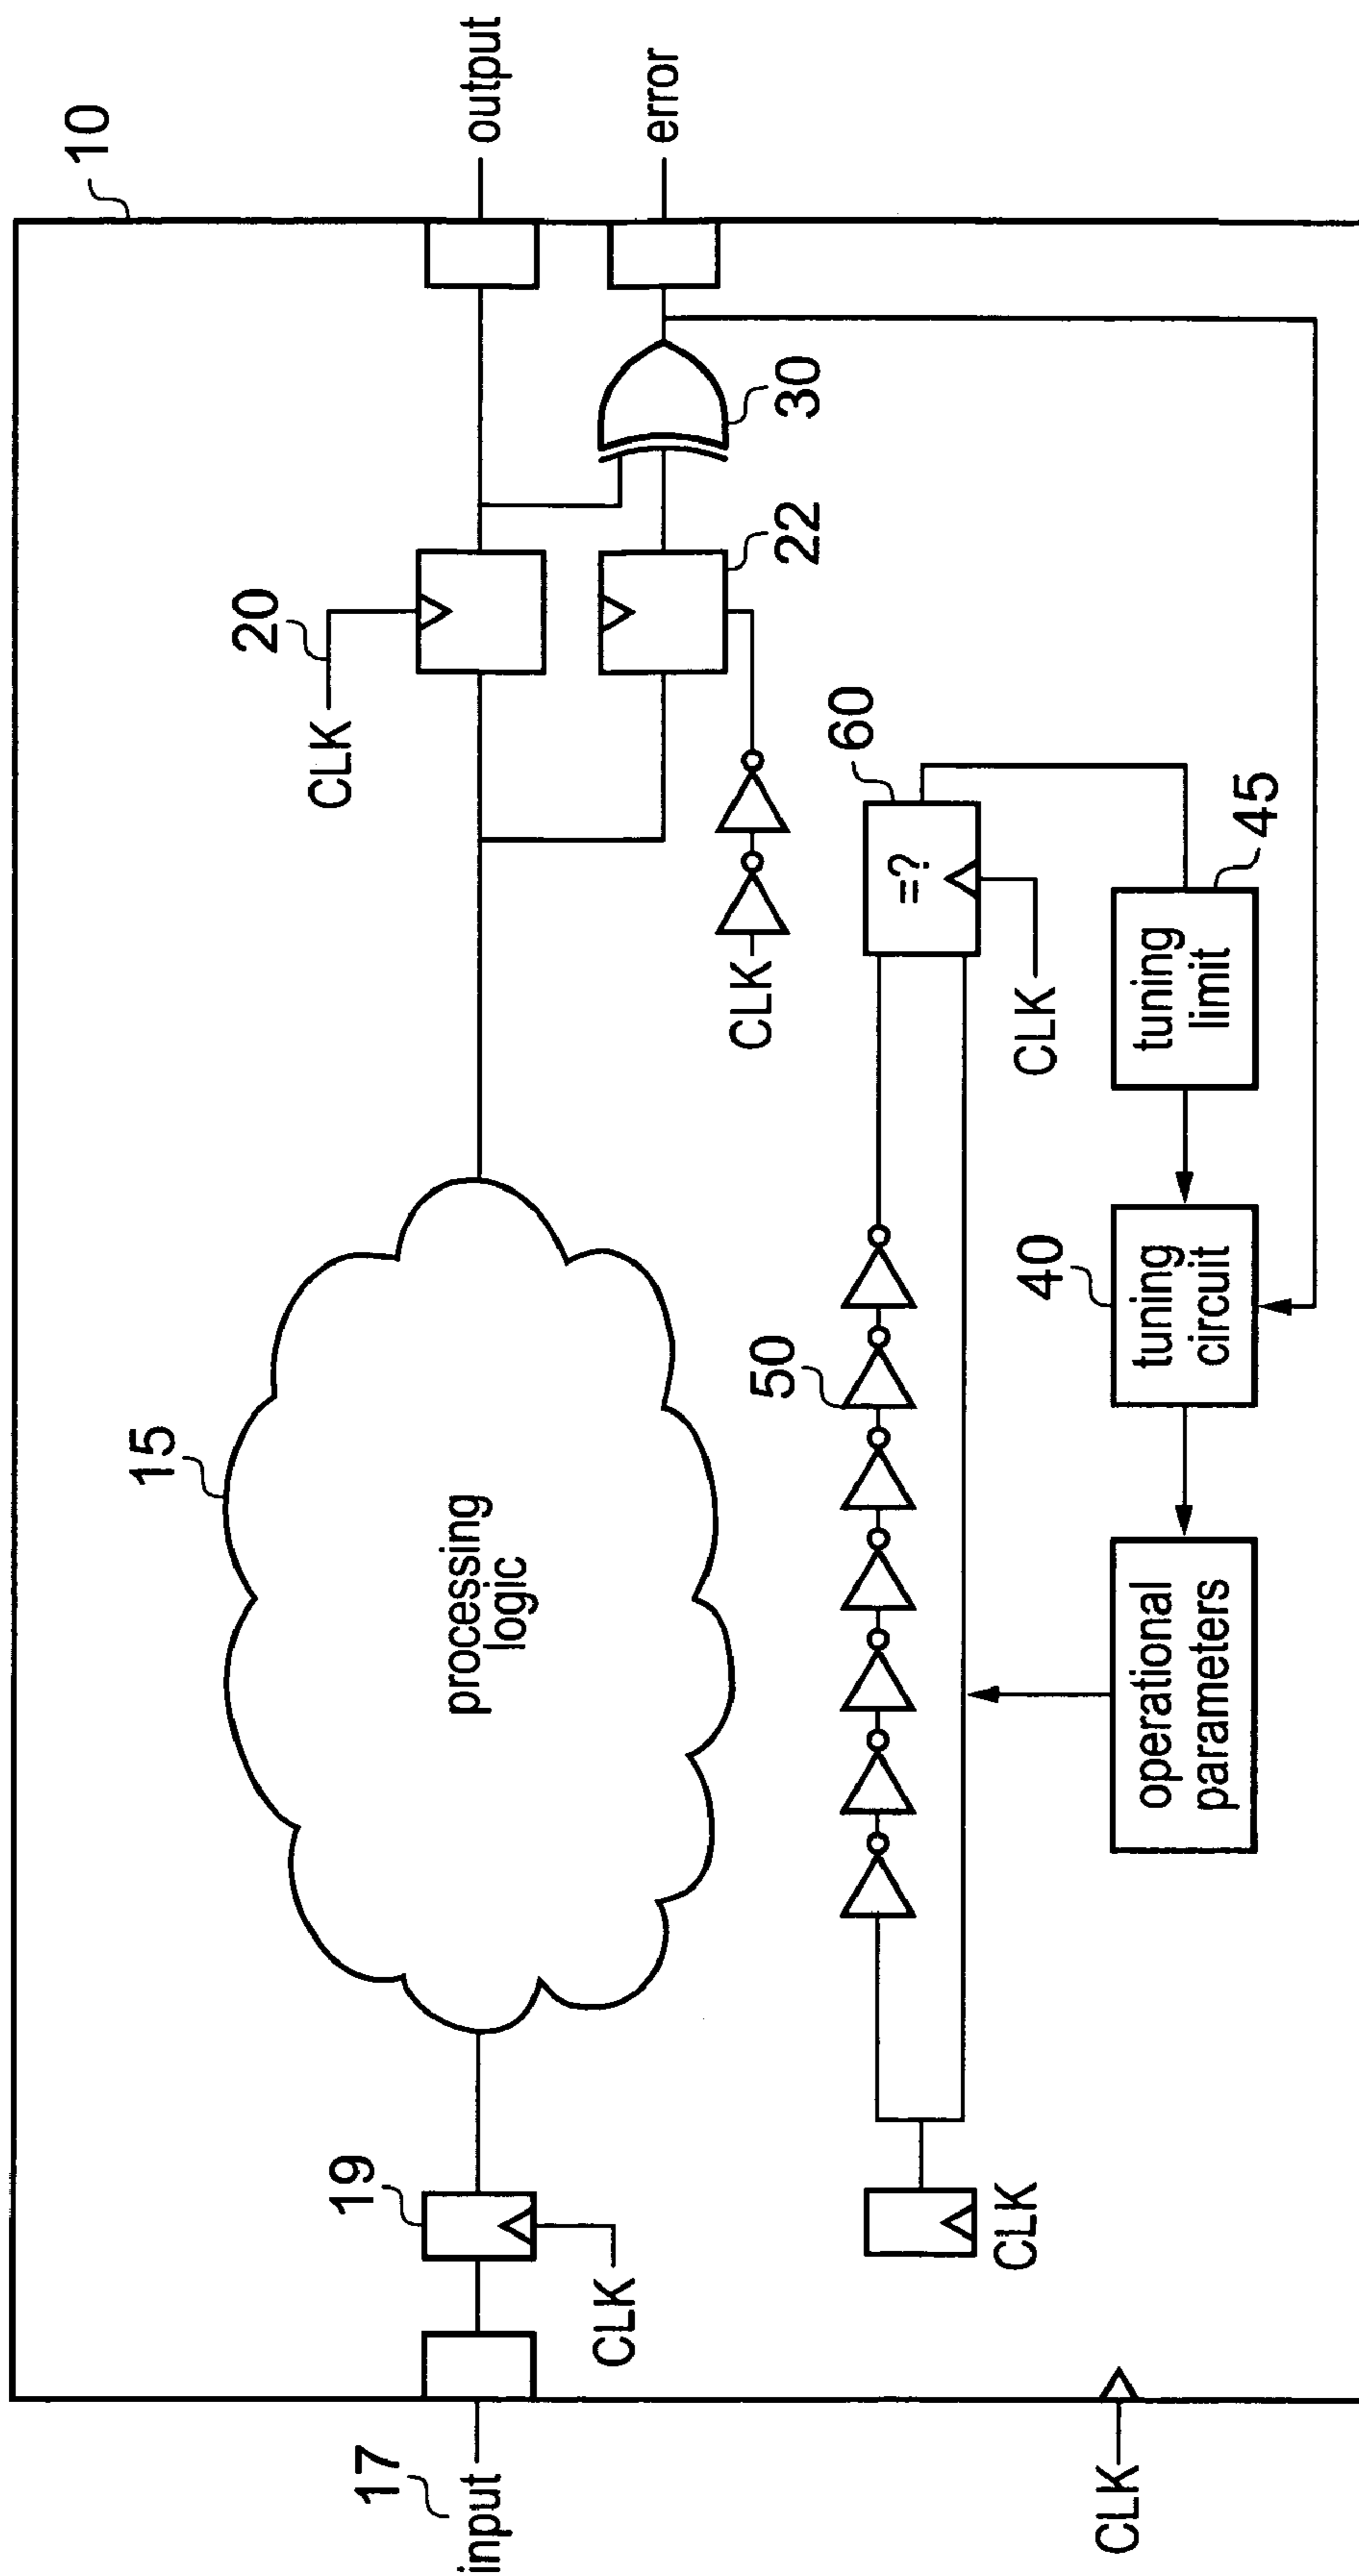 10
output
error
20
CLK
30
22
CLK
15
processing
logic
60
=?
CLK
50
45
tuning
limit
40
tuning
circuit
operational
parameters
19
CLK
CLK
17
input
CLK